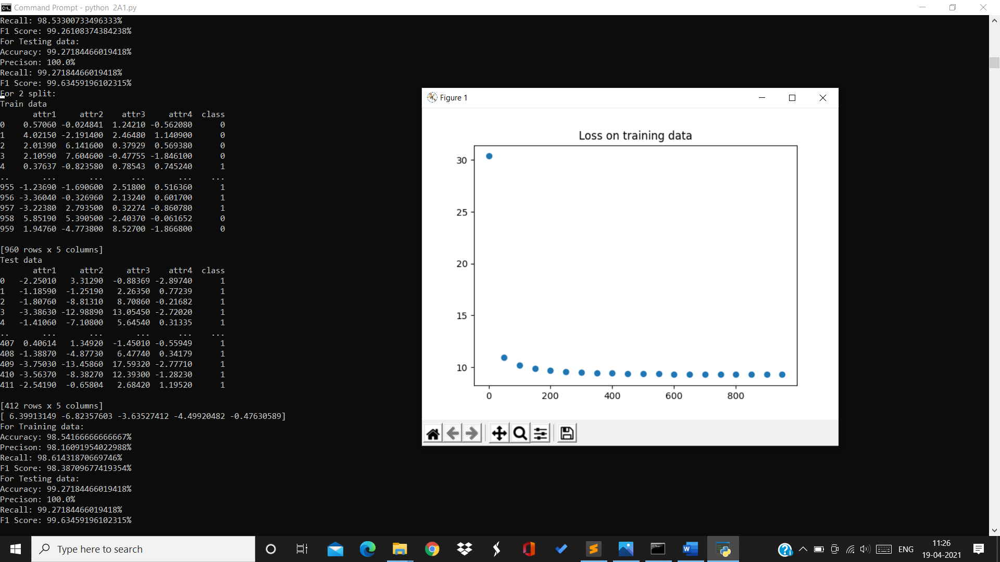 Command Prompt - python  2A1.py
Recall: 98.53300733496333%
F1 Score: 99.26108374384238%
For Testing data:
Accuracy: 99.27184466019418%
Precison: 100.0%
Recall: 99.27184466019418%
F1 Score: 99.63459196102315%
For 2 split:
Train data
attr1 attr2 attr3 attr4 class
0 0.57060 -0.024841 1.24210 -0.562080 0
1 4.02150 -2.191400 2.46480 1.140900 0
2 2.01390 6.141600 0.37929 0.569380 0
3 2.10590 7.604600 -0.47755 -1.846100 0
4 0.37637 -0.823580 0.78543 0.745240 1
.. ... ... ... ... ...
955 -1.23690 -1.690600 2.51800 0.516360 1
956 -3.36040 -0.326960 2.13240 0.601700 1
957 -3.22380 2.793500 0.32274 -0.860780 1
958 5.85190 5.390500 -2.40370 -0.061652 0
959 1.94760 -4.773800 8.52700 -1.866800 0
[960 rows x 5 columns]
Test data
attr1 attr2 attr3 attr4 class
0 -2.25010 3.31290 -0.88369 -2.89740 1
1 -1.18590 -1.25190 2.26350 0.77239 1
2 -1.80760 -8.81310 8.70860 -0.21682 1
3 -3.38630 -12.98890 13.05450 -2.72020 1
4 -1.41060 -7.10800 5.64540 0.31335 1
.. ... ... ... ... ...
407 0.40614 1.34920 -1.45010 -0.55949 1
408 -1.38870 -4.87730 6.47740 0.34179 1
409 -3.75030 -13.45860 17.59320 -2.77710 1
410 -3.56370 -8.38270 12.39300 -1.28230 1
411 -2.54190 -0.65804 2.68420 1.19520 1
[412 rows x 5 columns]
[ 6.39913149 -6.82357603 -3.63527412 -4.49920482 -0.47630589]
For Training data:
Accuracy: 98.54166666666667%
Precison: 98.16091954022988%
Recall: 98.61431870669746%
F1 Score: 98.38709677419354%
For Testing data:
Accuracy: 99.27184466019418%
Precison: 100.0%
Recall: 99.27184466019418%
F1 Score: 99.63459196102315%
Figure 1
Loss on training data
30
25
20
15
10
0 200 400 600 800
Type here to search
ENG
11:26
19-04-2021